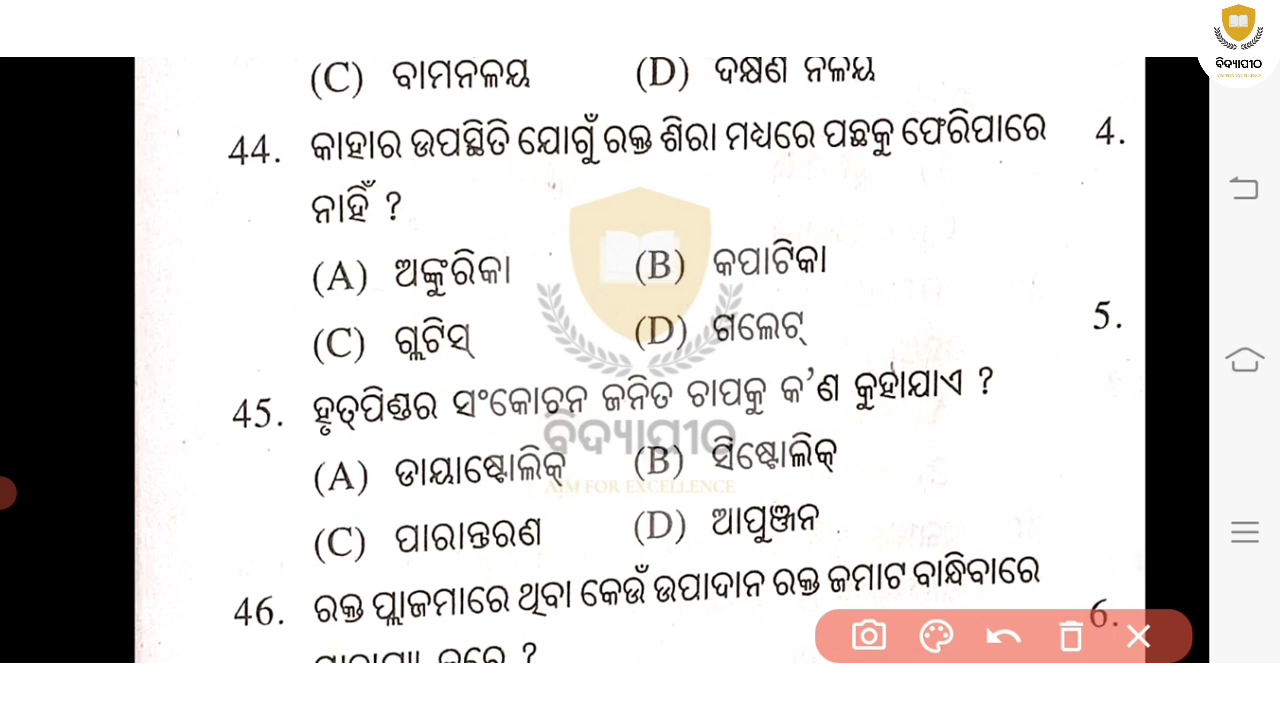 ବିଦ୍ୟାପୀଠ
(C) ବାମନଳୟ (D) ଦକ୍ଷିଣ ନିଳୟ
44. କାହାର ଉପସ୍ଥିତି ଯୋଗୁଁ ରକ୍ତ ଶିରା ମଧ୍ୟରେ ପଛକୁ ଫେରିପାରେ 4.
ନାହିଁ ?
(A) ଅଙ୍କୁରିକା (B) କପାଟିକା
(C) ଗ୍ଲଟିସ୍ (D) ଗଲେଟ୍
5.
45. ହୃତ୍‌ପିଣ୍ଡର ସଂକୋଚନ ଜନିତ ଚାପକୁ କ’ଣ କୁହାଯାଏ ?
ବିଦ୍ୟାପୀଠ
(A) ଡାୟାଷ୍ଟୋଲିକ୍ (B) ସିଷ୍ଟୋଲିକ୍
AIM FOR EXCELLENCE
(C) ପାରାନ୍ତରଣ (D) ଆପୁଞ୍ଜନ
46. ରକ୍ତ ପ୍ଲାଜମାରେ ଥିବା କେଉଁ ଉପାଦାନ ରକ୍ତ ଜମାଟ ବାନ୍ଧିବାରେ
6.
?